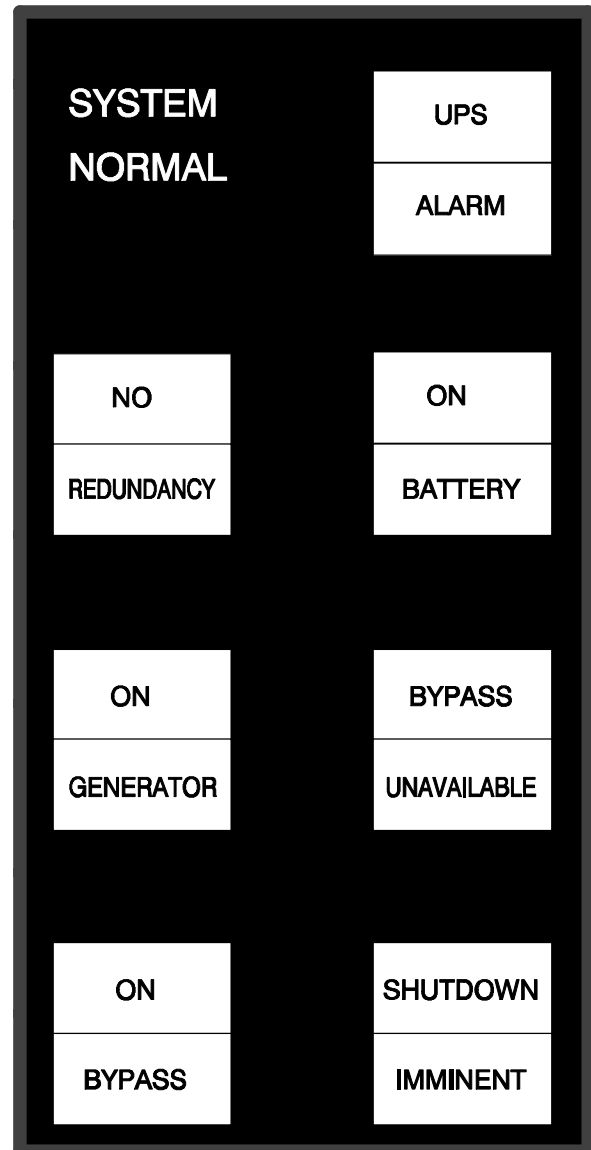 SYSTEM
NORMAL
UPS
ALARM
NO
REDUNDANCY
ON
BATTERY
ON
GENERATOR
BYPASS
UNAVAILABLE
ON
BYPASS
SHUTDOWN
IMMINENT